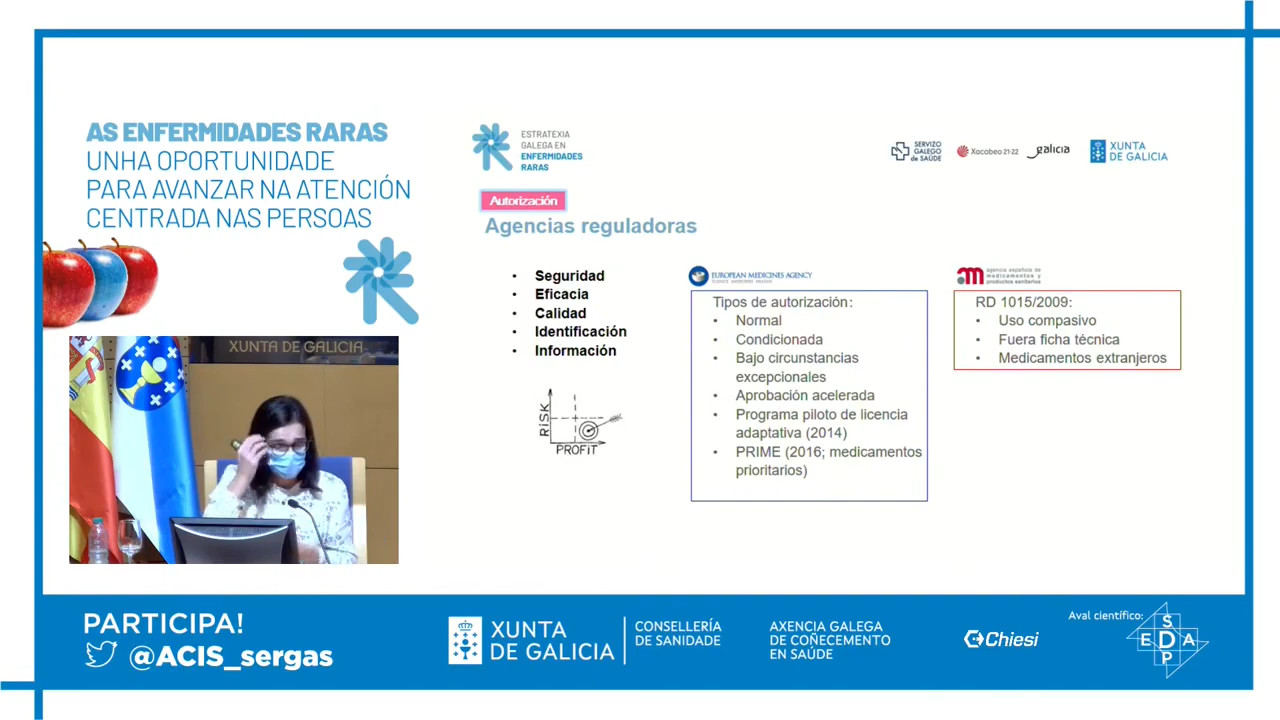 AS ENFERMIDADES RARAS
UNHA OPORTUNIDADE
PARA AVANZAR NA ATENCIÓN
CENTRADA NAS PERSOAS
ESTRATEXIA
GALEGA EN
ENFERMIDADES
RARAS
SERVIZO
GALEGO
de SAÚDE
Xacobeo 21·22
galicia
XUNTA
DE GALICIA
Autorización
Agencias reguladoras
• Seguridad
• Eficacia
• Calidad
• Identificación
• Información
RISK
PROFIT
EUROPEAN MEDICINES AGENCY
SCIENCE MEDICINES HEALTH
Tipos de autorización:
• Normal
• Condicionada
• Bajo circunstancias
excepcionales
• Aprobación acelerada
• Programa piloto de licencia
adaptativa (2014)
• PRIME (2016; medicamentos
prioritarios)
agencia española de
medicamentos y
productos sanitarios
RD 1015/2009:
• Uso compasivo
• Fuera ficha técnica
• Medicamentos extranjeros
XUNTA DE GALICIA
PARTICIPA!
@ACIS_sergas
XUNTA
DE GALICIA
CONSELLERÍA
DE SANIDADE
AXENCIA GALEGA
DE COÑECEMENTO
EN SAÚDE
Chiesi
Aval científico:
S
E D A
P